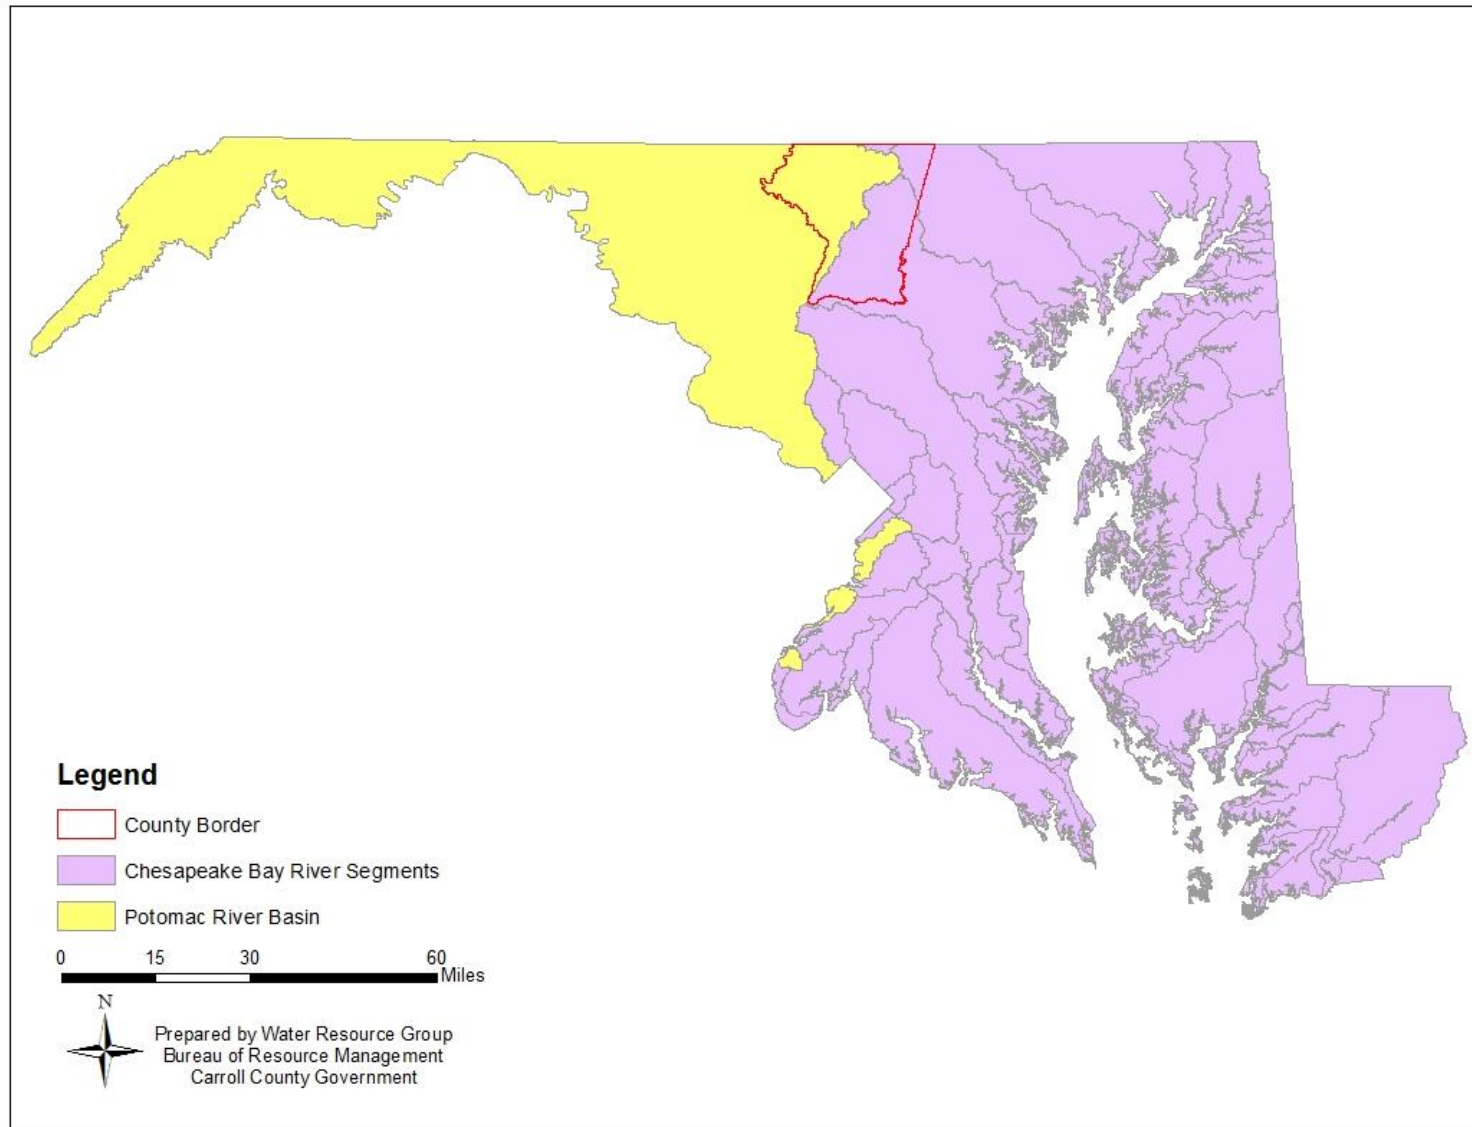 Legend
County Border
Chesapeake Bay River Segments
Potomac River Basin
0 15 30 60
Miles
N
Prepared by Water Resource Group
Bureau of Resource Management
Carroll County Government